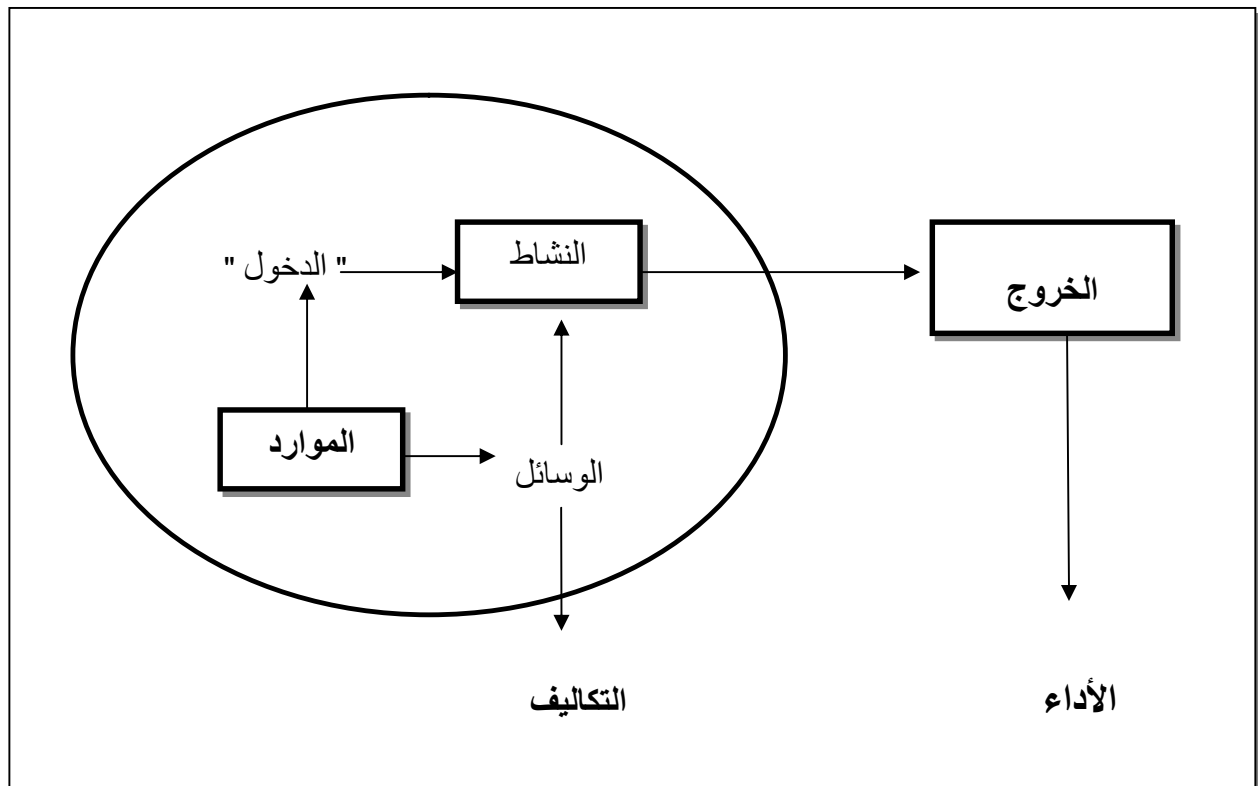 النشاط
" الدخول "
الخروج
الموارد
الوسائل
التكاليف
الأداء